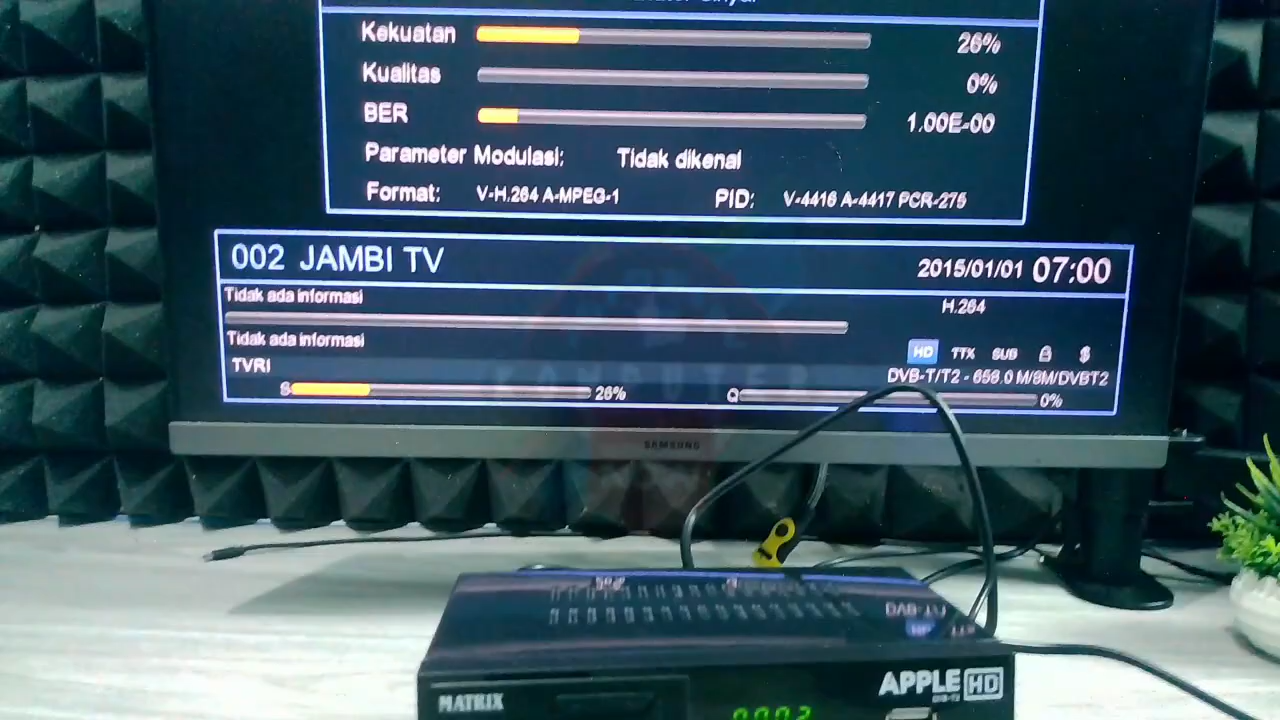 Kekuatan 26%
Kualitas 0%
BER 1.00E-00
Parameter Modulasi: Tidak dikenal
Format: V-H.264 A-MPEG-1 PID: V-4416 A-4417 PCR-275
002 JAMBI TV 2015/01/01 07:00
Tidak ada informasi H.264
Tidak ada informasi
HD TTX SUB $
TVRI DVB-T/T2 - 658.0 M/8M/DVBT2
S 26% Q 0%
SAMSUNG
KOMPUTER
MATRIX APPLE HD
0002